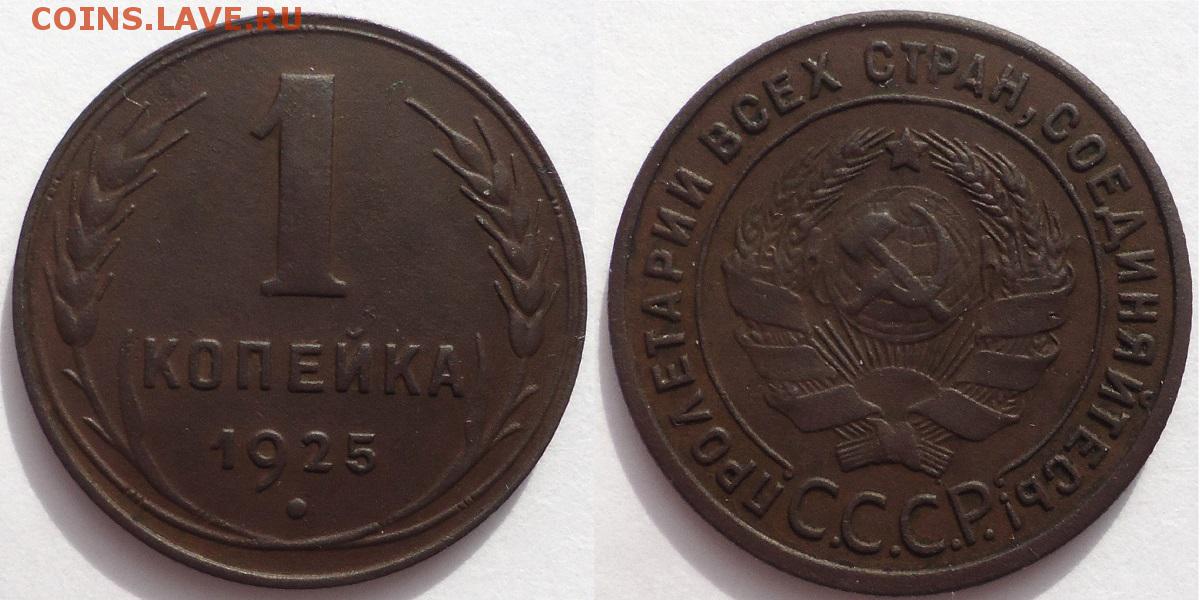 COINS.LAVE.RU
1
КОПЕЙКА
1925
ПРОЛЕТАРИИ ВСЕХ СТРАН, СОЕДИНЯЙТЕСЬ!
С.С.С.Р.